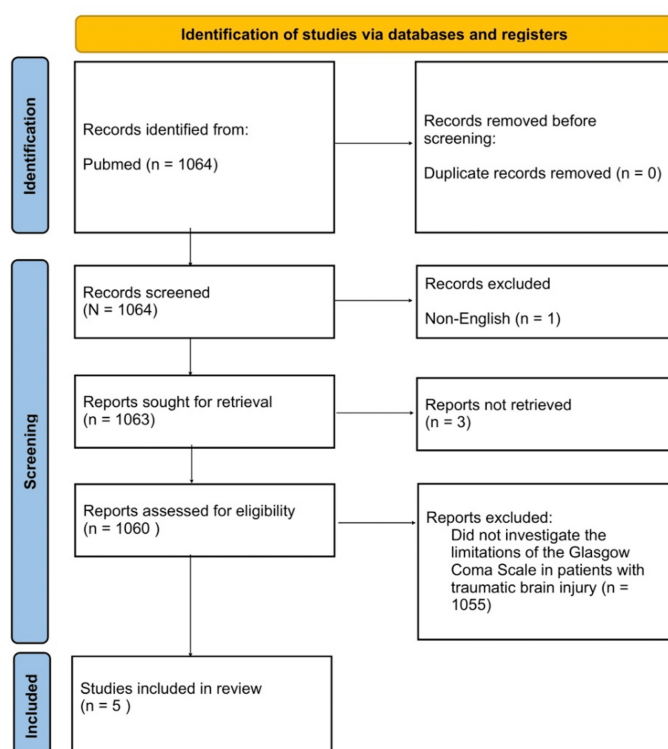 Identification of studies via databases and registers
Identification
Records identified from:
Pubmed (n = 1064)
Records removed before
screening:
Duplicate records removed (n = 0)
Screening
Records screened
(N = 1064)
Records excluded
Non-English (n = 1)
Reports sought for retrieval
(n = 1063)
Reports not retrieved
(n = 3)
Reports assessed for eligibility
(n = 1060 )
Reports excluded:
Did not investigate the
limitations of the Glasgow
Coma Scale in patients with
traumatic brain injury (n =
1055)
Included
Studies included in review
(n = 5 )